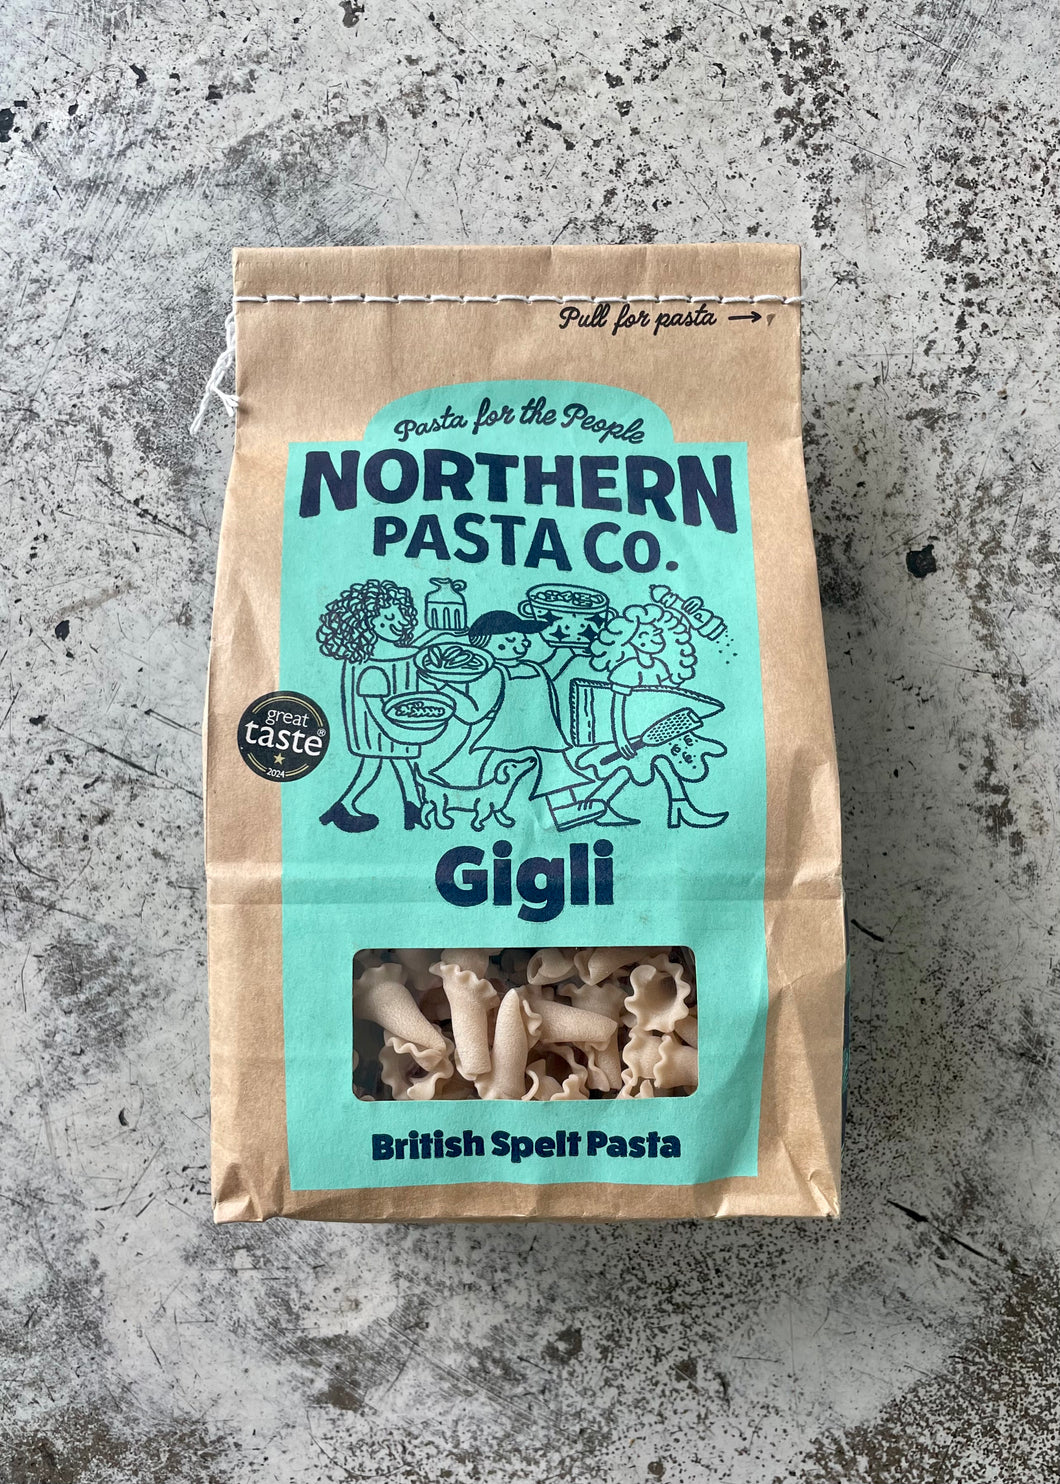 Pull for pasta →
Pasta for the People
NORTHERN
PASTA CO.
great
taste®
2024
Gigli
British Spelt Pasta